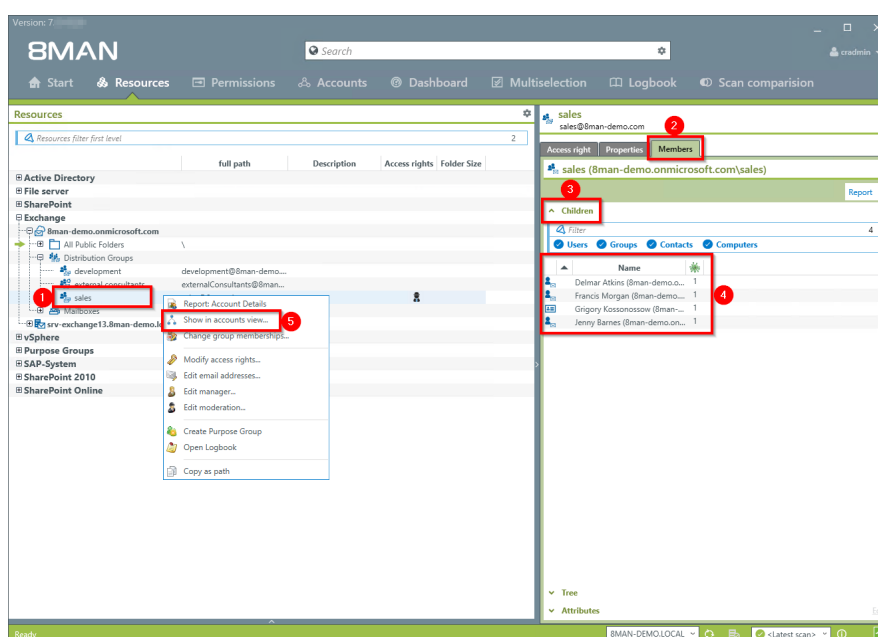 Version: 7.
8MAN
Search
cradmin
Start Resources Permissions Accounts Dashboard Multiselection Logbook Scan comparision
Resources
Resources filter first level 2
full path Description Access rights Folder Size
Active Directory
File server
SharePoint
Exchange
8man-demo.onmicrosoft.com
All Public Folders \
Distribution Groups
development development@8man-demo....
external consultants externalConsultants@8man...
1
sales
Mailboxes
srv-exchange13.8man-demo.l
vSphere
Purpose Groups
SAP-System
SharePoint 2010
SharePoint Online
Report: Account Details
Show in accounts view...
5
Change group memberships...
Modify access rights...
Edit email addresses...
Edit manager...
Edit moderation...
Create Purpose Group
Open Logbook
Copy as path
sales
sales@8man-demo.com
2
Access right Properties Members
sales (8man-demo.onmicrosoft.com\sales)
3
Report
Children
Filter 4
Users Groups Contacts Computers
Name
Delmar Atkins (8man-demo.o... 1
Francis Morgan (8man-demo.... 1
4
Grigory Kossonossow (8man-... 1
Jenny Barnes (8man-demo.on... 1
Tree
Attributes
Ready
8MAN-DEMO.LOCAL
<Latest scan>